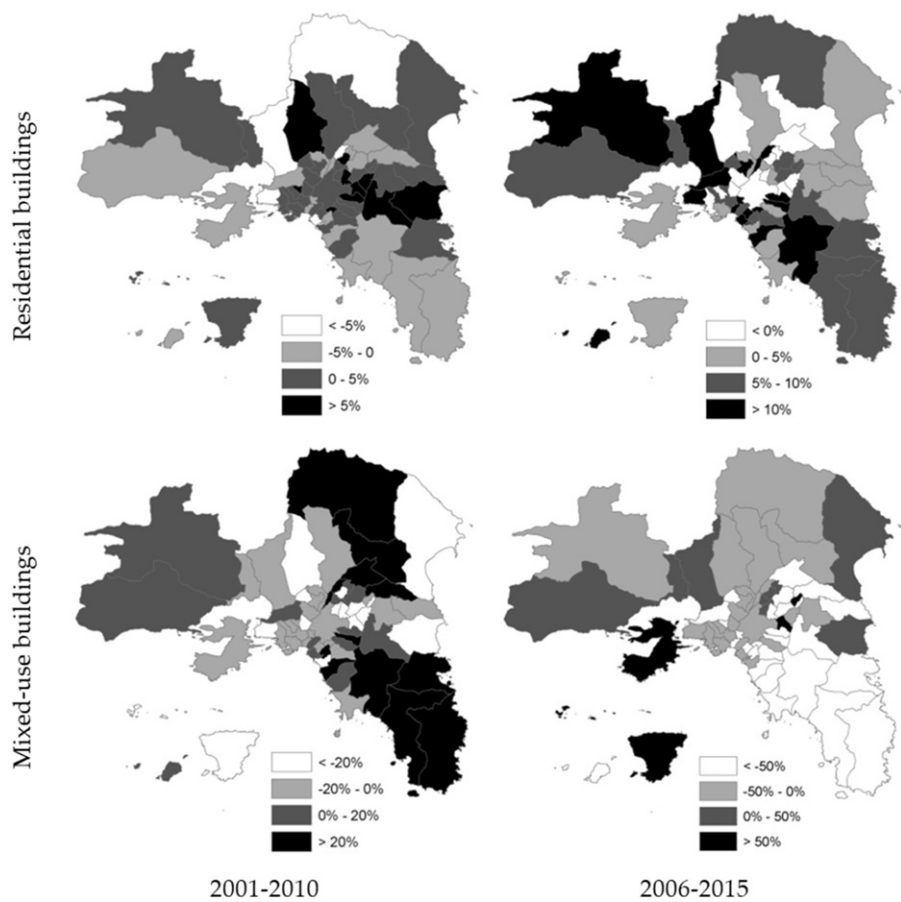 Residential buildings
< -5%
-5% - 0
0 - 5%
> 5%
< 0%
0 - 5%
5% - 10%
> 10%
Mixed-use buildings
< -20%
-20% - 0%
0% - 20%
> 20%
< -50%
-50% - 0%
0% - 50%
> 50%
2001-2010
2006-2015